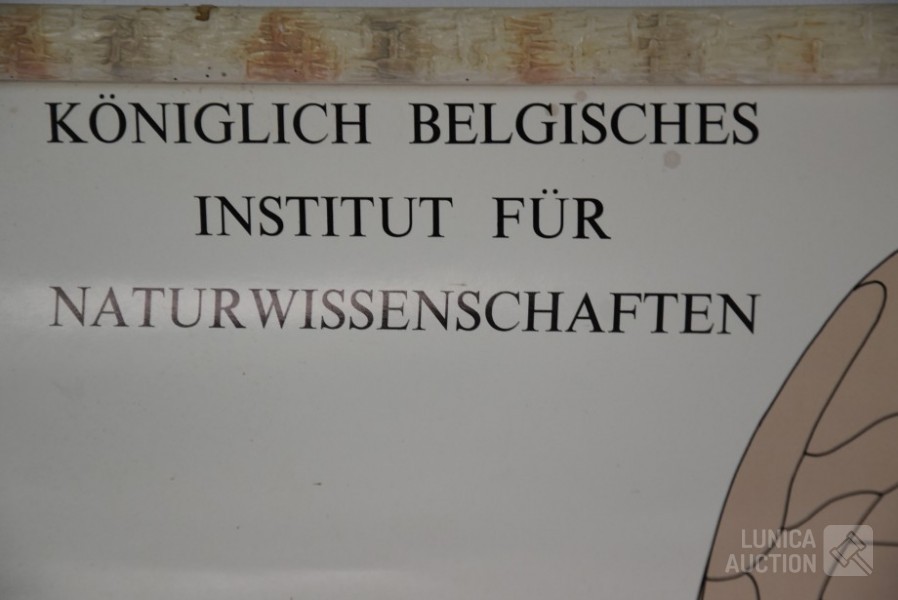 KÖNIGLICH BELGISCHES
INSTITUT FÜR
NATURWISSENSCHAFTEN
LUNICA
AUCTION